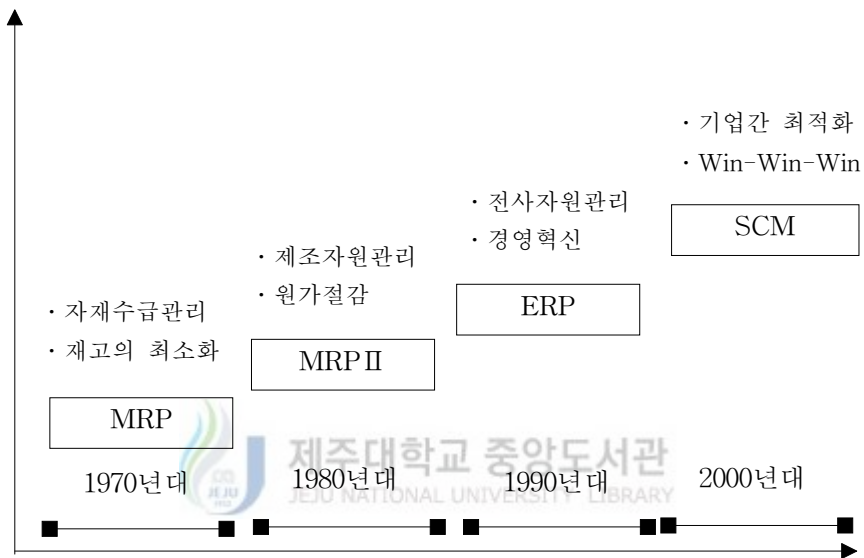 · 기업간 최적화
· Win-Win-Win
SCM
· 전사자원관리
· 경영혁신
ERP
· 제조자원관리
· 원가절감
MRPⅡ
· 자재수급관리
· 재고의 최소화
MRP
1970년대
1980년대
1990년대
2000년대
제주대학교 중앙도서관
JEJU NATIONAL UNIVERSITY LIBRARY
JEJU
1952